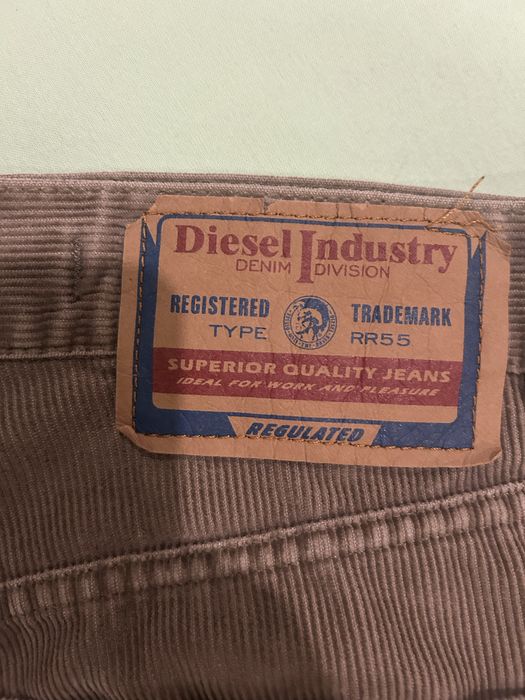 Diesel Industry
DENIM DIVISION
REGISTERED TRADEMARK
TYPE RR55
SUPERIOR QUALITY JEANS
IDEAL FOR WORK AND PLEASURE
REGULATED